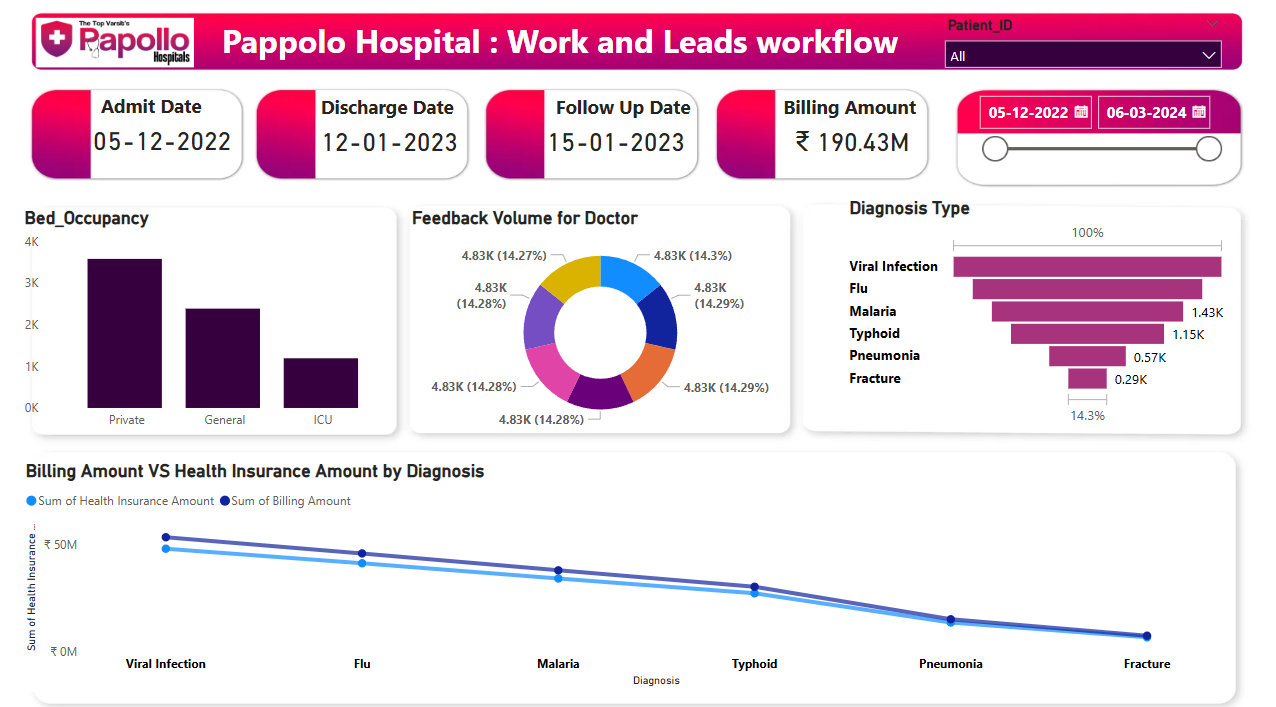 The Top Varsit's
Papollo
Hospitals
Pappolo Hospital : Work and Leads workflow
Patient_ID
All
Admit Date
05-12-2022
Discharge Date
12-01-2023
Follow Up Date
15-01-2023
Billing Amount
₹ 190.43M
05-12-2022
06-03-2024
Bed_Occupancy
4K
3K
2K
1K
0K
Private
General
ICU
Feedback Volume for Doctor
4.83K (14.27%)
4.83K (14.3%)
4.83K
(14.28%)
4.83K
(14.29%)
4.83K (14.28%)
4.83K (14.29%)
4.83K (14.28%)
Diagnosis Type
100%
Viral Infection
Flu
Malaria
1.43K
Typhoid
1.15K
Pneumonia
0.57K
Fracture
0.29K
14.3%
Billing Amount VS Health Insurance Amount by Diagnosis
Sum of Health Insurance Amount
Sum of Billing Amount
Sum of Health Insurance ...
₹ 50M
₹ 0M
Viral Infection
Flu
Malaria
Typhoid
Pneumonia
Fracture
Diagnosis